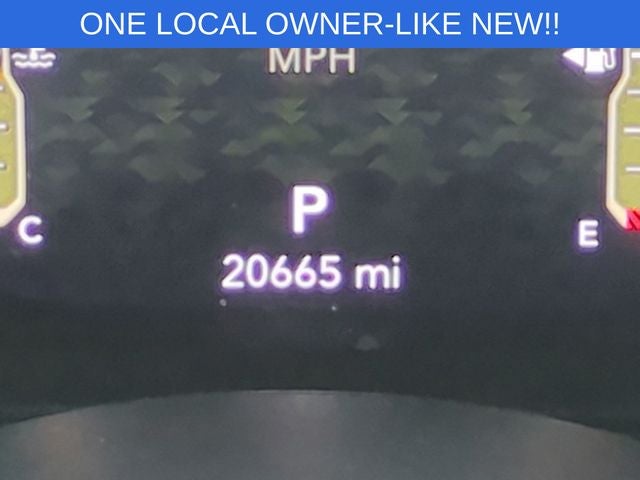 ONE LOCAL OWNER-LIKE NEW!!
MPH
P
C
E
20665 mi